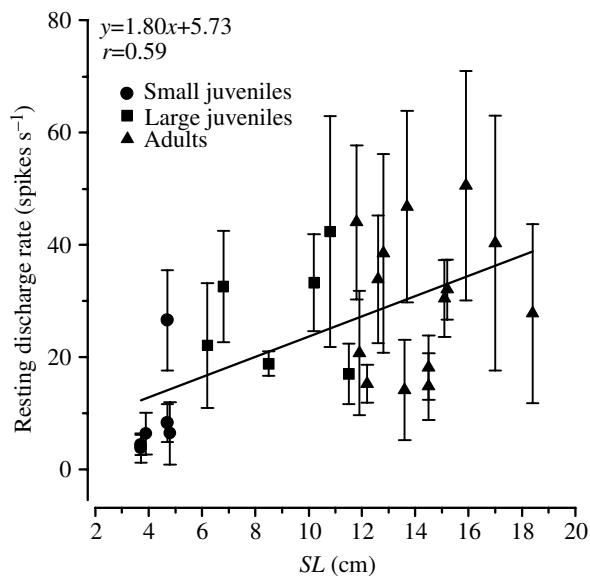 y=1.80x+5.73
r=0.59
Small juveniles
Large juveniles
Adults
Resting discharge rate (spikes s⁻¹)
80
60
40
20
0
2 4 6 8 10 12 14 16 18 20
SL (cm)